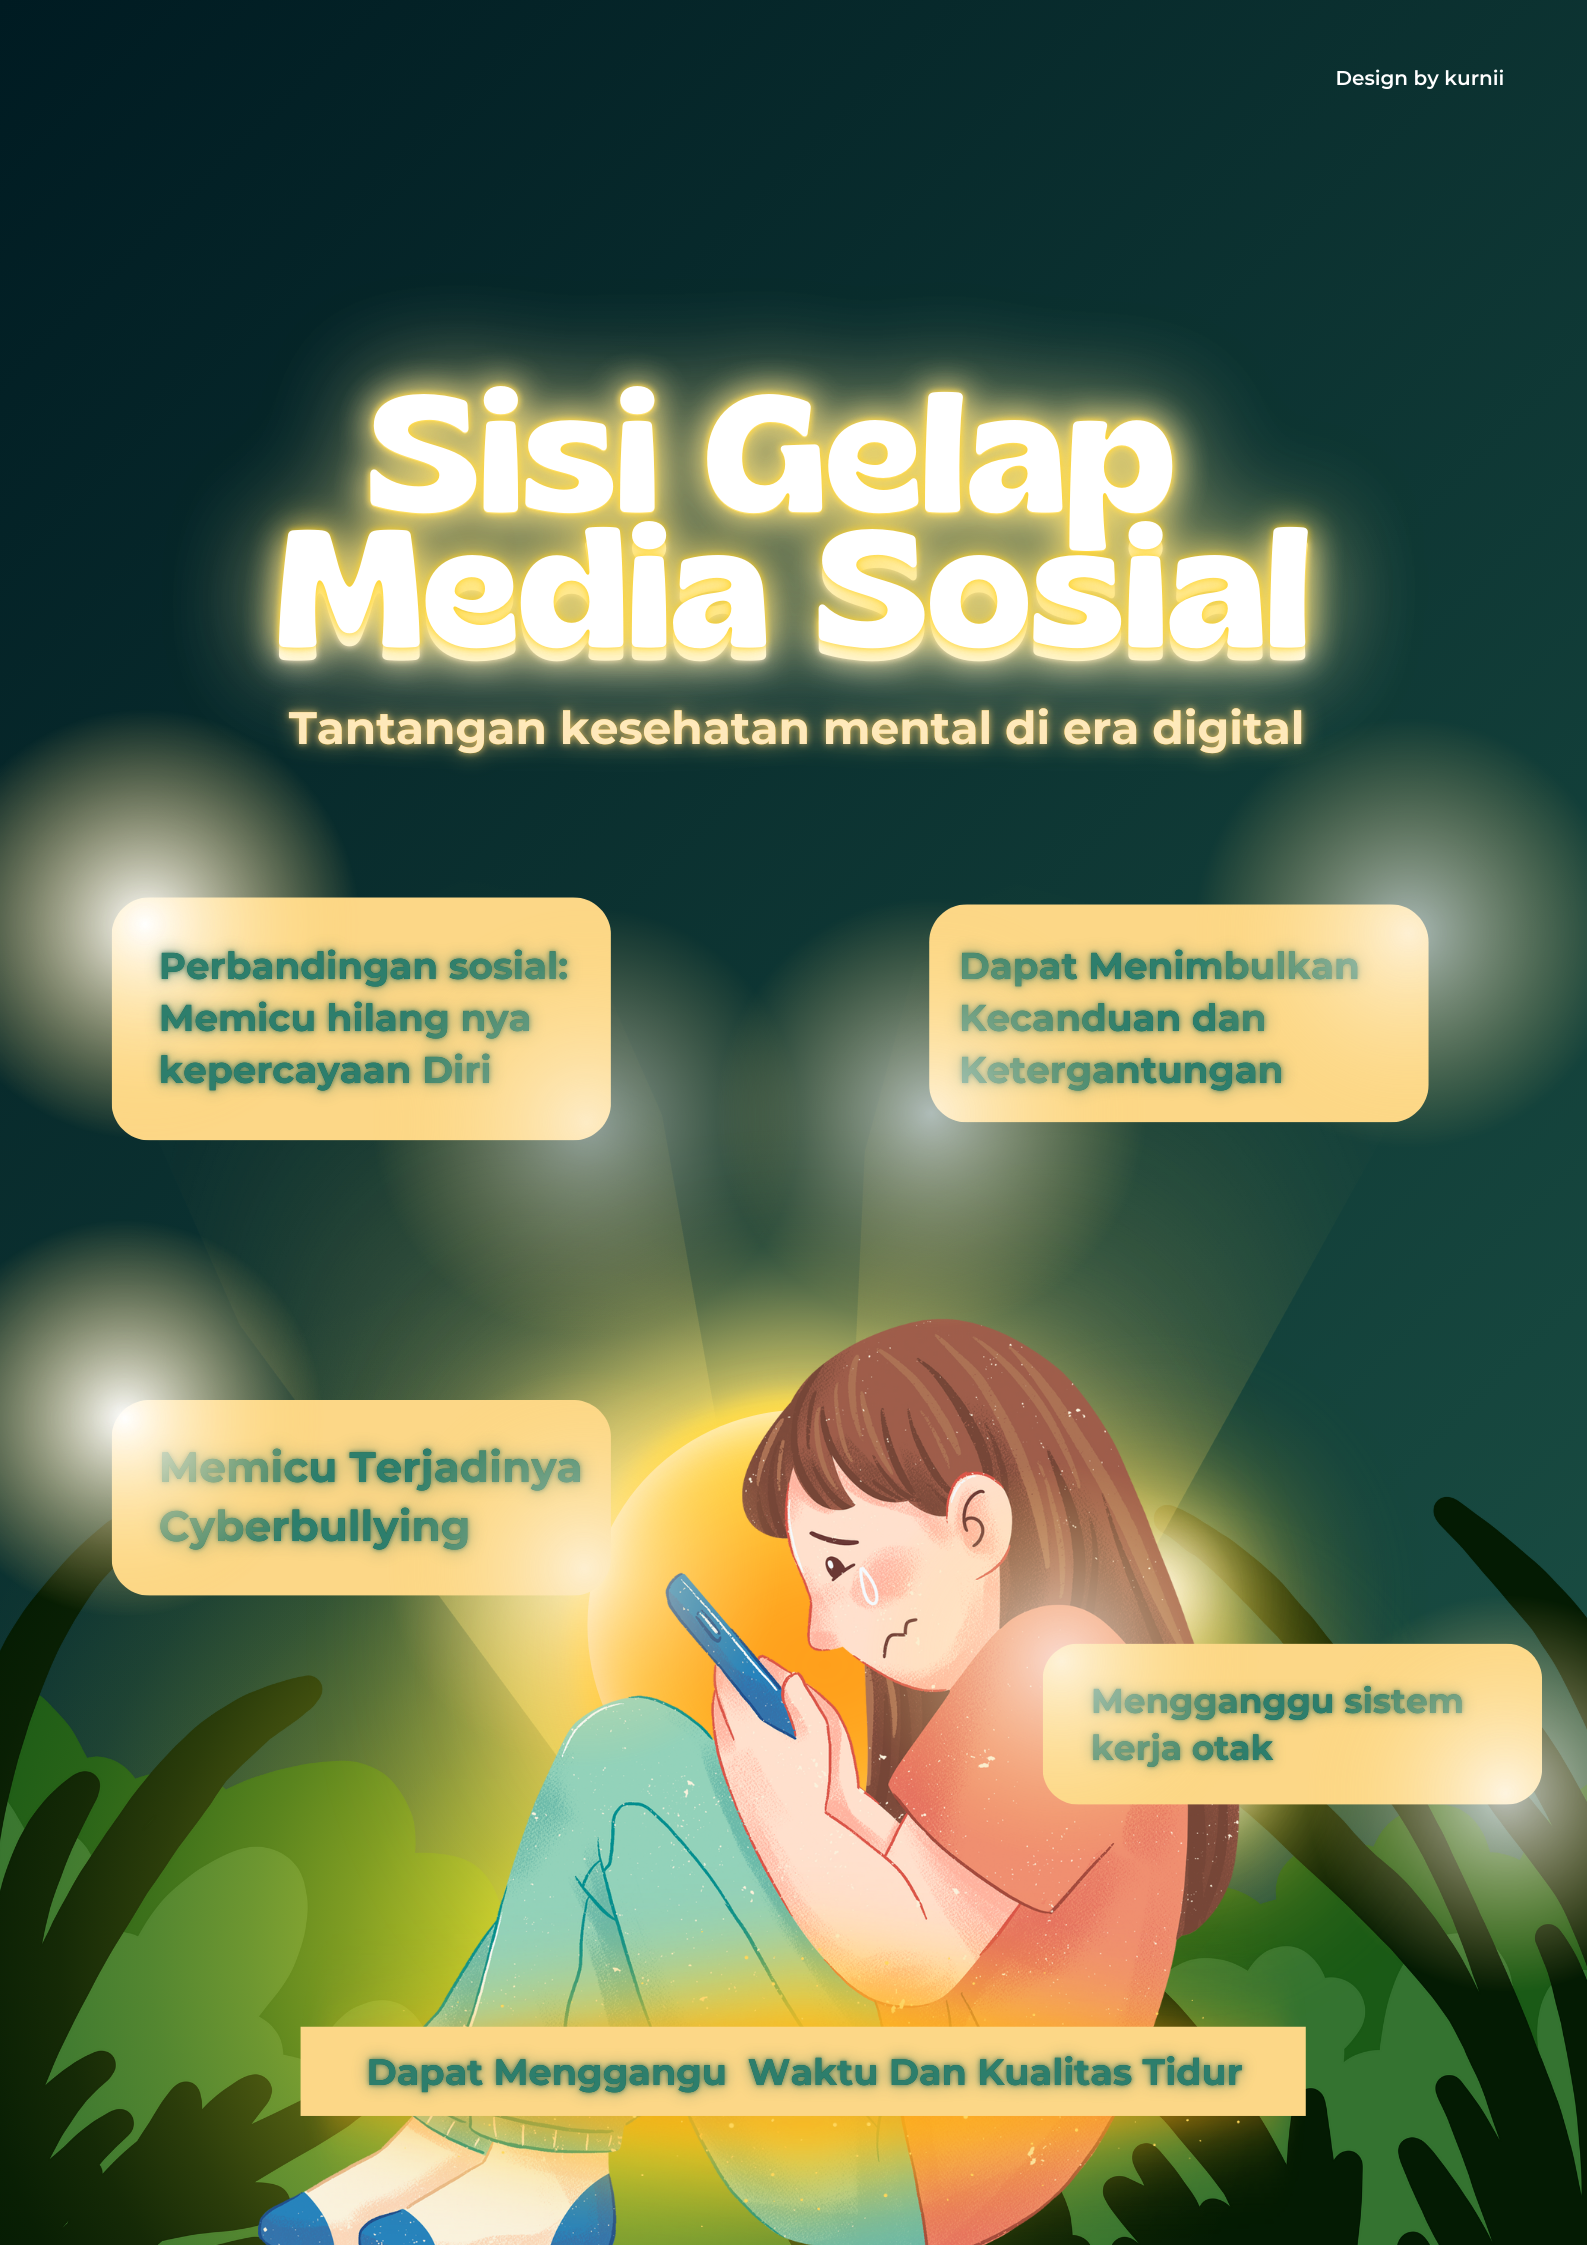 Design by kurnii
Sisi Gelap
Media Sosial
Tantangan kesehatan mental di era digital
Perbandingan sosial:
Memicu hilang nya
kepercayaan Diri
Dapat Menimbulkan
Kecanduan dan
Ketergantungan
Memicu Terjadinya
Cyberbullying
Mengganggu sistem
kerja otak
Dapat Menggangu  Waktu Dan Kualitas Tidur